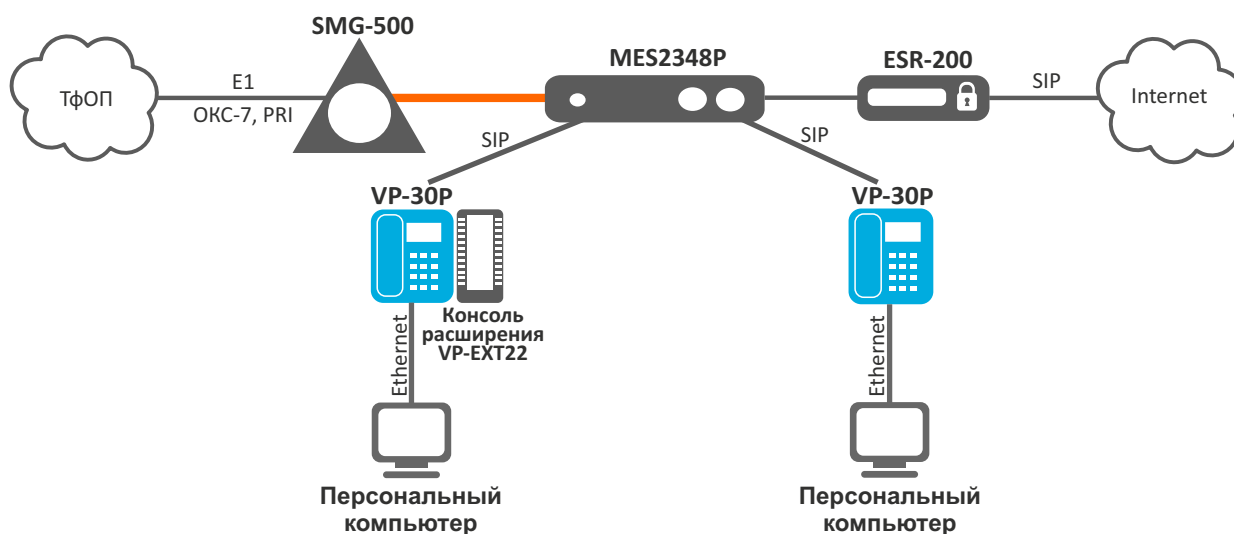 SMG-500
MES2348P
ESR-200
ТфОП
E1
ОКС-7, PRI
SIP
Internet
SIP
SIP
VP-30P
VP-30P
Консоль
расширения
VP-EXT22
Ethernet
Ethernet
Персональный
компьютер
Персональный
компьютер